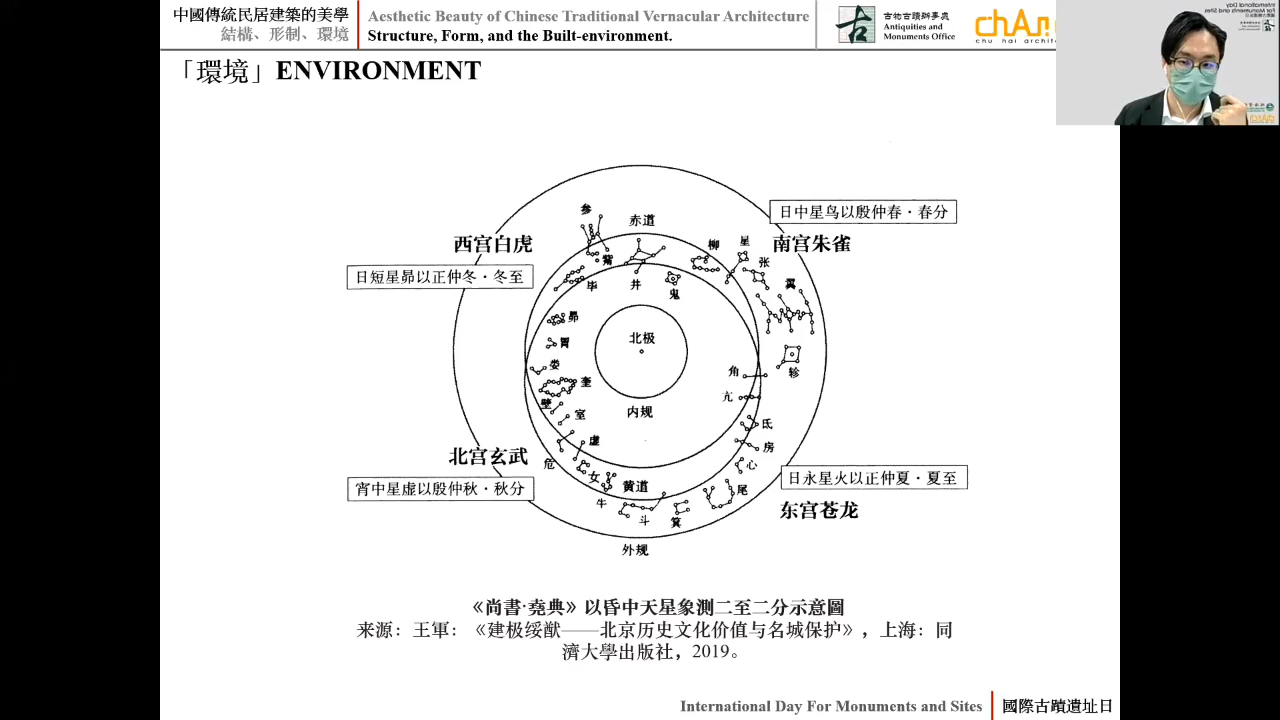 中國傳統民居建築的美學
結構、形制、環境
Aesthetic Beauty of Chinese Traditional Vernacular Architecture
Structure, Form, and the Built-environment.
古物古蹟辦事處
Antiquities and
Monuments Office
chu hai archite
「環境」ENVIRONMENT
日中星鸟以殷仲春·春分
南宫朱雀
西宫白虎
日短星昴以正仲冬·冬至
参
赤道
柳
星
张
翼
觜
毕
井
鬼
昴
胃
娄
奎
壁
室
虚
危
女
牛
北极
内规
角
轸
亢
氐
房
心
尾
黄道
斗
箕
外规
北宫玄武
宵中星虚以殷仲秋·秋分
日永星火以正仲夏·夏至
东宫苍龙
《尚書·堯典》以昏中天星象測二至二分示意圖
来源：王軍：《建极绥猷——北京历史文化价值与名城保护》，上海：同
濟大學出版社，2019。
International Day For Monuments and Sites
國際古蹟遺址日